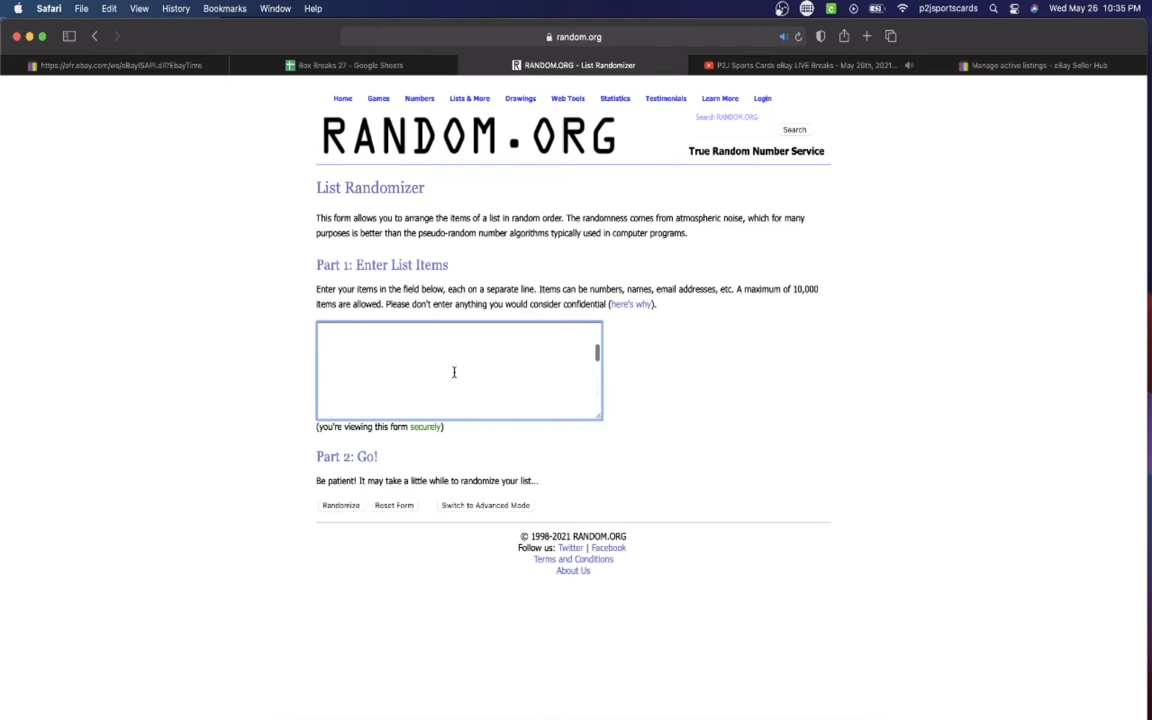 Safari File Edit View History Bookmarks Window Help p2jsportscards Wed May 26 10:35 PM
random.org
https://ofr.ebay.com/ws/eBayISAPI.dll?EbayTime Box Breaks 27 - Google Sheets RANDOM.ORG - List Randomizer P2J Sports Cards eBay LIVE Breaks - May 26th, 2021... Manage active listings - eBay Seller Hub
Home Games Numbers Lists & More Drawings Web Tools Statistics Testimonials Learn More Login
Search RANDOM.ORG
RANDOM.ORG
Search
True Random Number Service
List Randomizer
This form allows you to arrange the items of a list in random order. The randomness comes from atmospheric noise, which for many
purposes is better than the pseudo-random number algorithms typically used in computer programs.
Part 1: Enter List Items
Enter your items in the field below, each on a separate line. Items can be numbers, names, email addresses, etc. A maximum of 10,000
items are allowed. Please don't enter anything you would consider confidential (here's why).
(you're viewing this form securely)
Part 2: Go!
Be patient! It may take a little while to randomize your list...
Randomize Reset Form Switch to Advanced Mode
© 1998-2021 RANDOM.ORG
Follow us: Twitter | Facebook
Terms and Conditions
About Us